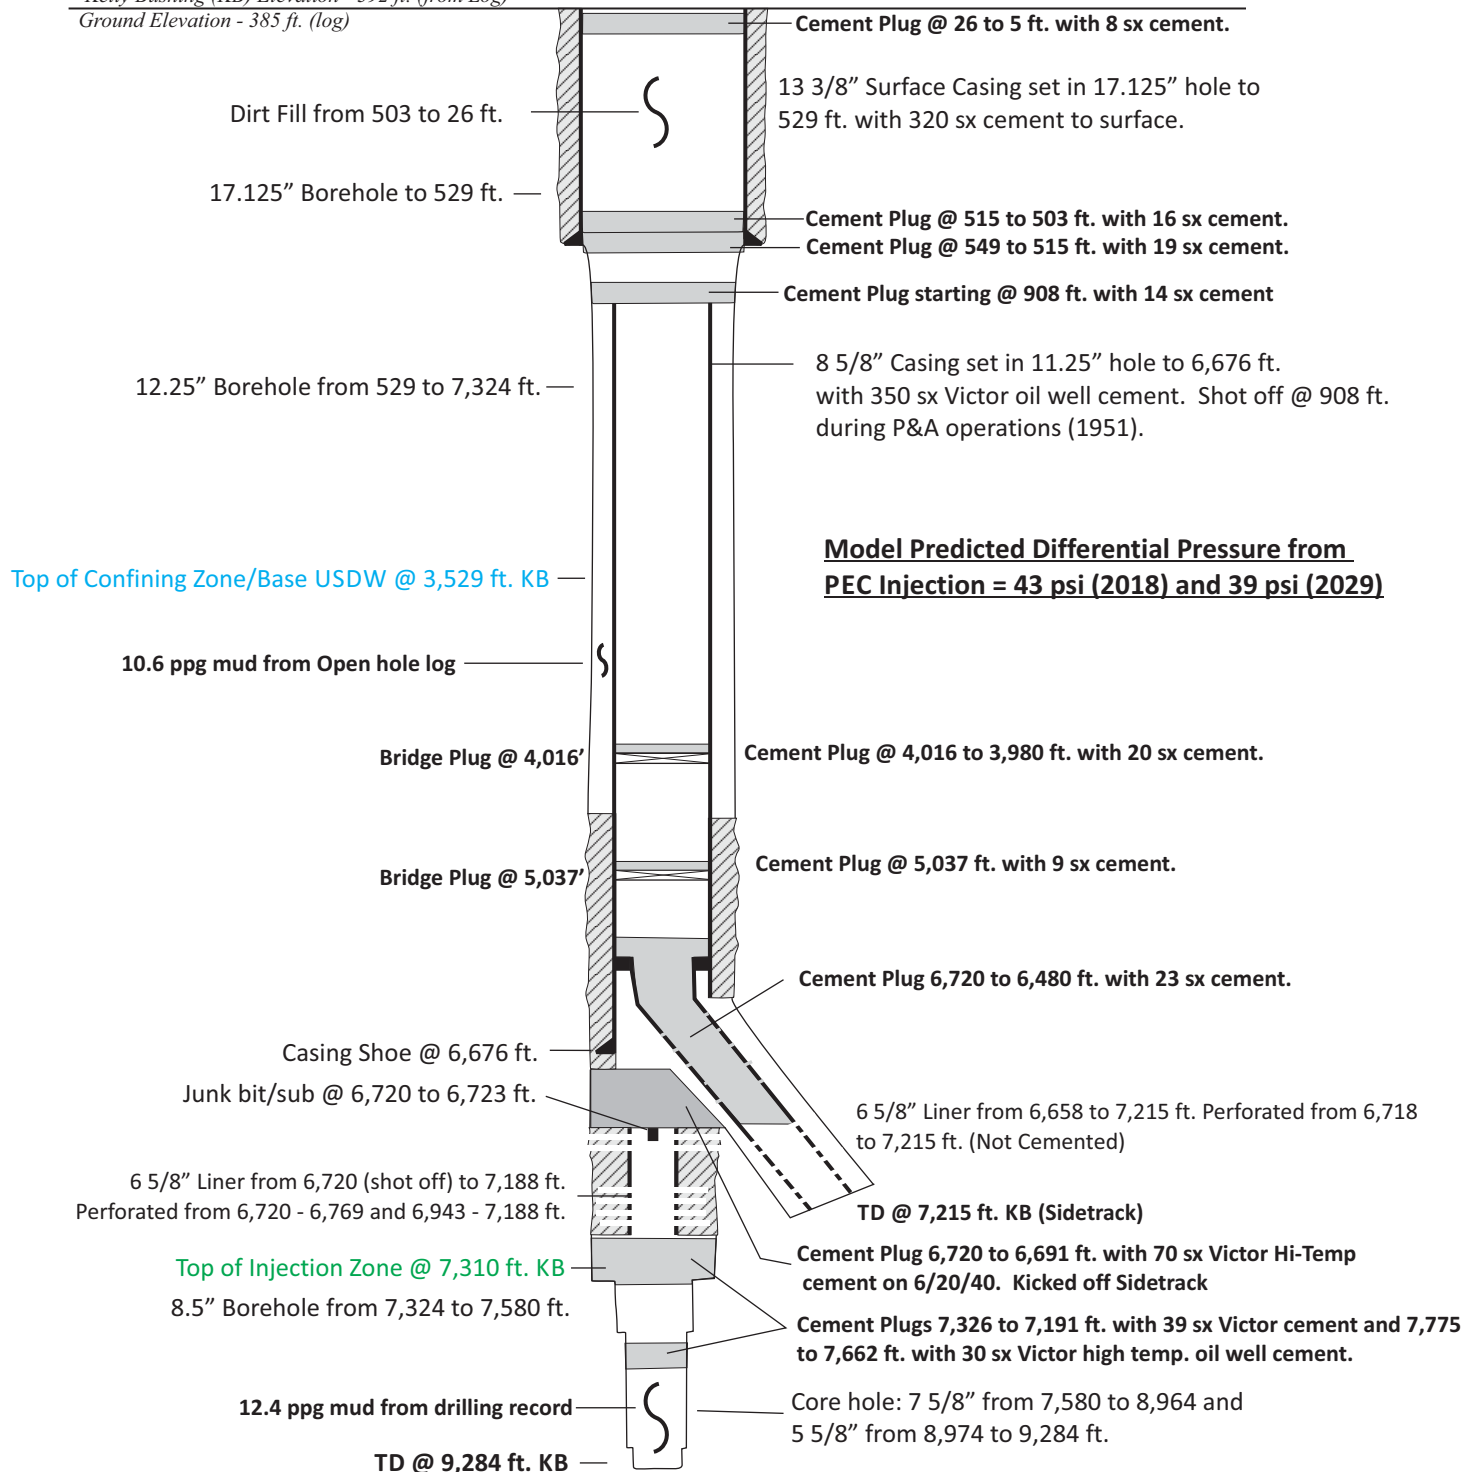 Kelly Bushing (KB) Elevation - 392 ft. (from Log)
Ground Elevation - 385 ft. (log)
Cement Plug @ 26 to 5 ft. with 8 sx cement.
Dirt Fill from 503 to 26 ft.
13 3/8” Surface Casing set in 17.125” hole to
529 ft. with 320 sx cement to surface.
17.125” Borehole to 529 ft.
Cement Plug @ 515 to 503 ft. with 16 sx cement.
Cement Plug @ 549 to 515 ft. with 19 sx cement.
Cement Plug starting @ 908 ft. with 14 sx cement
12.25” Borehole from 529 to 7,324 ft.
8 5/8” Casing set in 11.25” hole to 6,676 ft.
with 350 sx Victor oil well cement. Shot off @ 908 ft.
during P&A operations (1951).
Model Predicted Differential Pressure from
PEC Injection = 43 psi (2018) and 39 psi (2029)
Top of Confining Zone/Base USDW @ 3,529 ft. KB
10.6 ppg mud from Open hole log
Bridge Plug @ 4,016’
Cement Plug @ 4,016 to 3,980 ft. with 20 sx cement.
Bridge Plug @ 5,037’
Cement Plug @ 5,037 ft. with 9 sx cement.
Cement Plug 6,720 to 6,480 ft. with 23 sx cement.
Casing Shoe @ 6,676 ft.
Junk bit/sub @ 6,720 to 6,723 ft.
6 5/8” Liner from 6,658 to 7,215 ft. Perforated from 6,718
to 7,215 ft. (Not Cemented)
6 5/8” Liner from 6,720 (shot off) to 7,188 ft.
Perforated from 6,720 - 6,769 and 6,943 - 7,188 ft.
TD @ 7,215 ft. KB (Sidetrack)
Cement Plug 6,720 to 6,691 ft. with 70 sx Victor Hi-Temp
cement on 6/20/40. Kicked off Sidetrack
Top of Injection Zone @ 7,310 ft. KB
8.5” Borehole from 7,324 to 7,580 ft.
Cement Plugs 7,326 to 7,191 ft. with 39 sx Victor cement and 7,775
to 7,662 ft. with 30 sx Victor high temp. oil well cement.
12.4 ppg mud from drilling record
Core hole: 7 5/8” from 7,580 to 8,964 and
5 5/8” from 8,974 to 9,284 ft.
TD @ 9,284 ft. KB